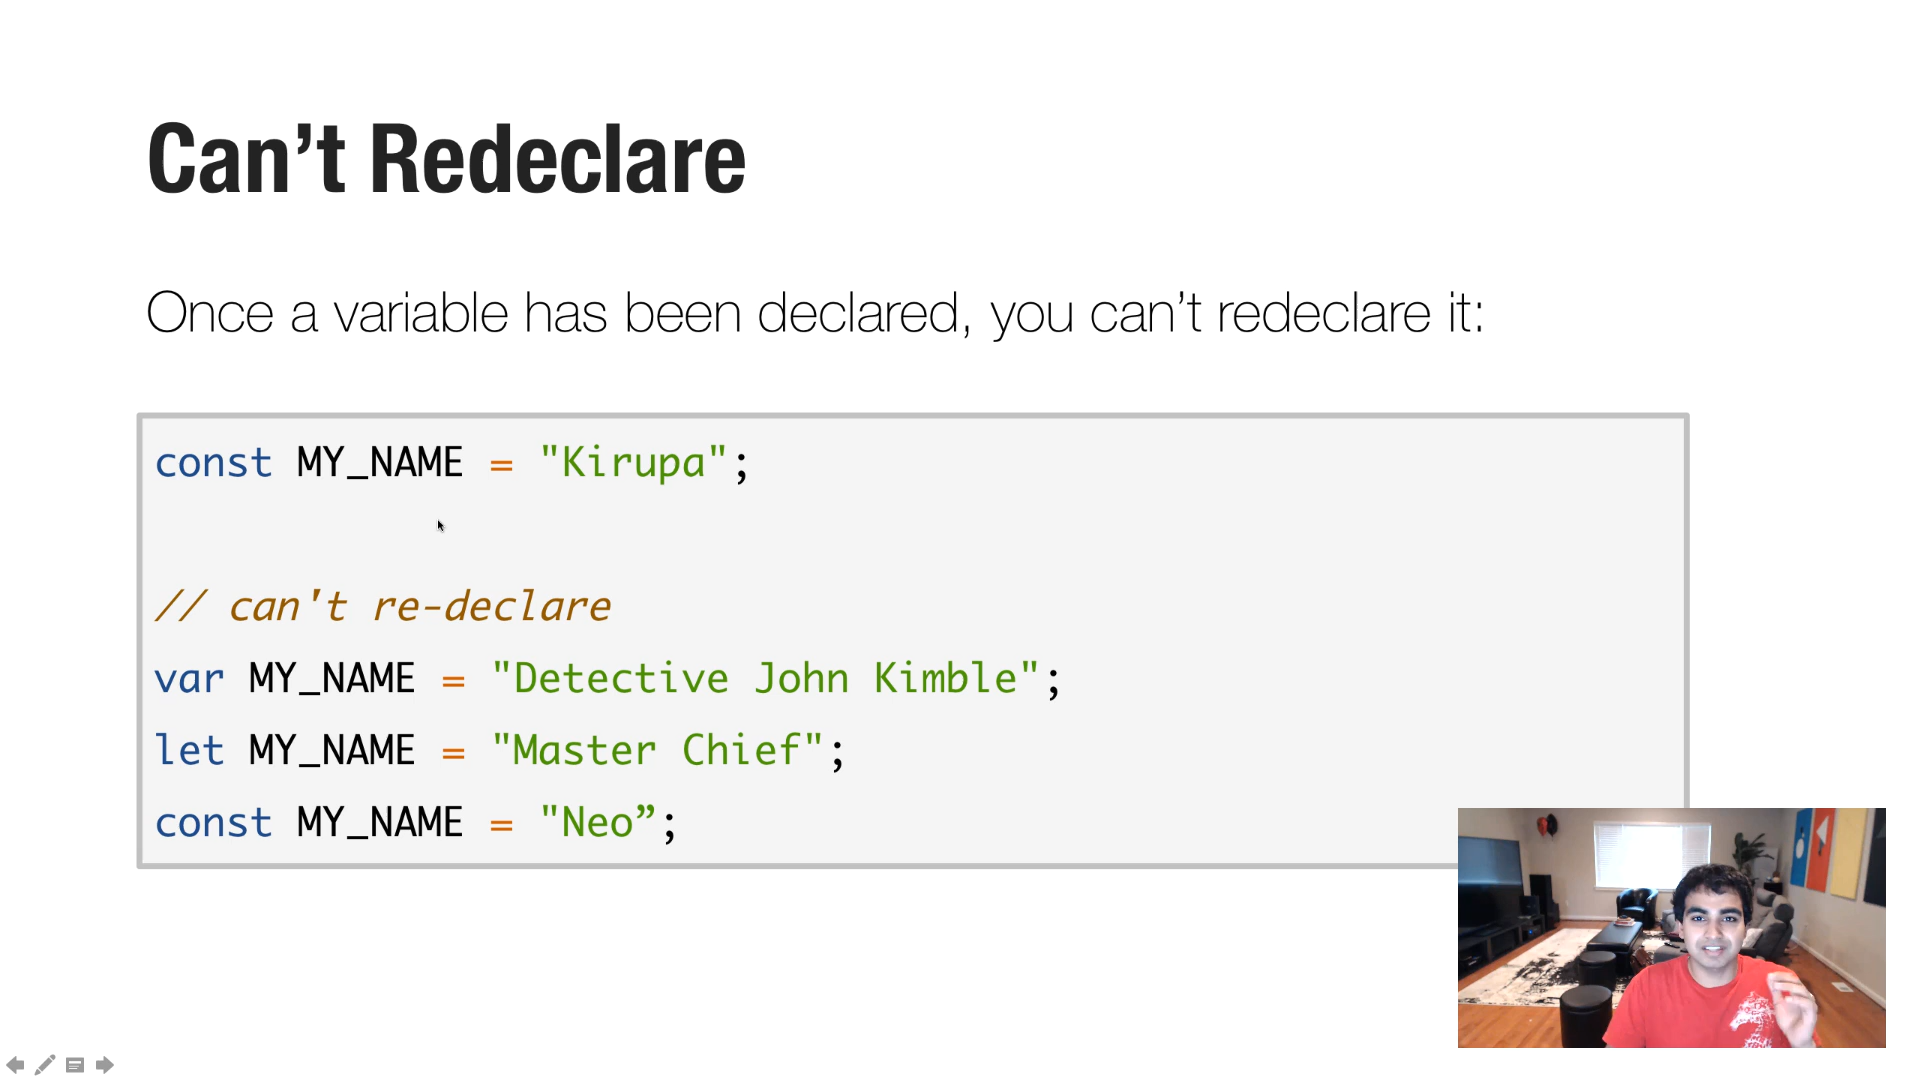 Can’t Redeclare
Once a variable has been declared, you can’t redeclare it:
const MY_NAME = "Kirupa";
// can't re-declare
var MY_NAME = "Detective John Kimble";
let MY_NAME = "Master Chief";
const MY_NAME = "Neo”;